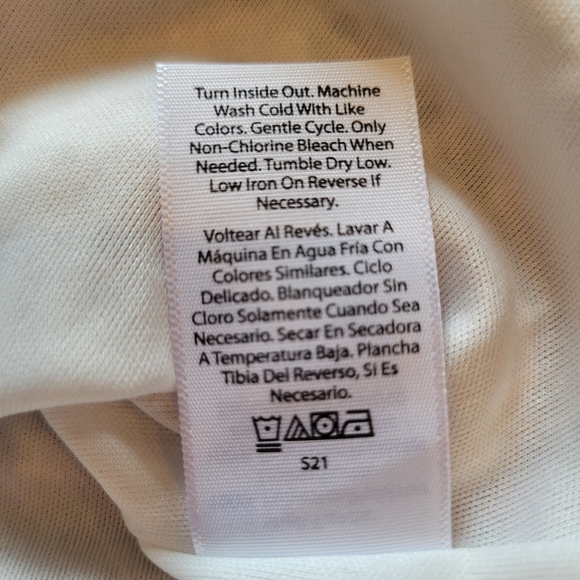 Turn Inside Out. Machine
Wash Cold With Like
Colors. Gentle Cycle. Only
Non-Chlorine Bleach When
Needed. Tumble Dry Low.
Low Iron On Reverse If
Necessary.
Voltear Al Revés. Lavar A
Máquina En Agua Fría Con
Colores Similares. Ciclo
Delicado. Blanqueador Sin
Cloro Solamente Cuando Sea
Necesario. Secar En Secadora
A Temperatura Baja. Plancha
Tibia Del Reverso, Si Es
Necesario.
S21